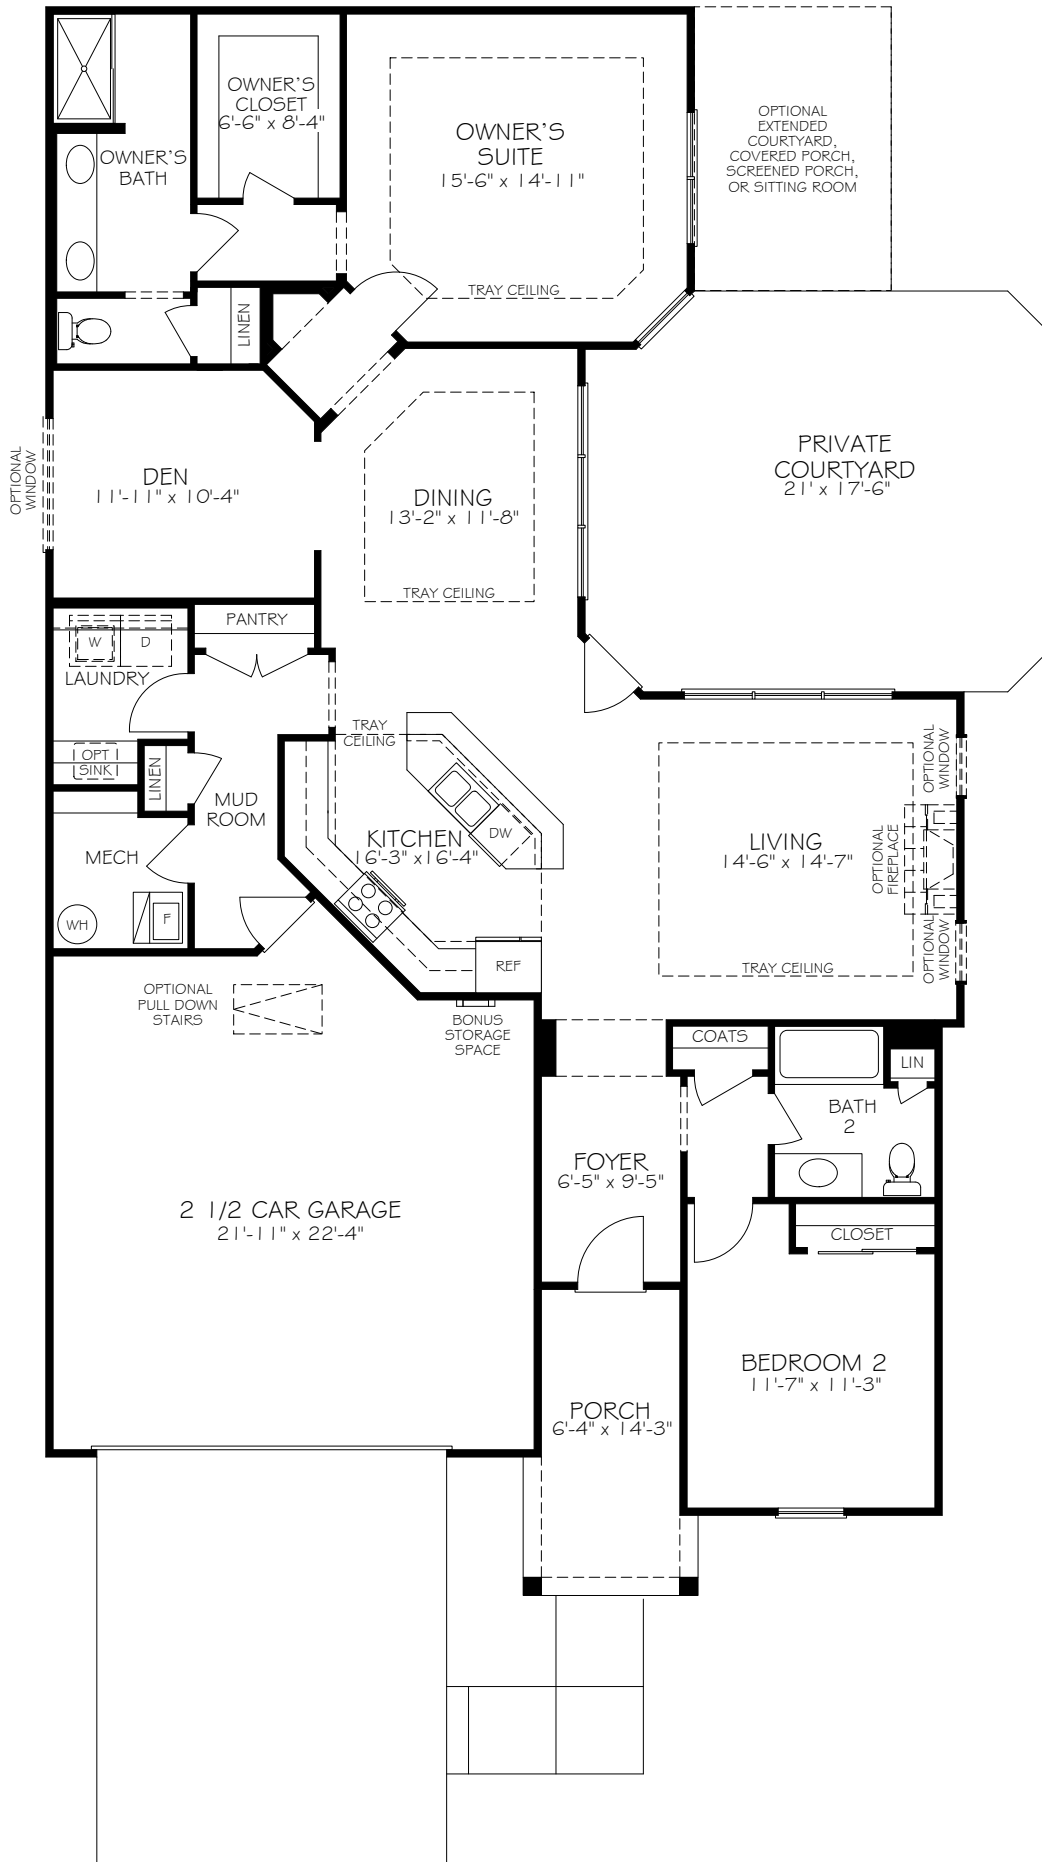 OWNER'S
CLOSET
6'-6" x 8'-4"
OWNER'S
SUITE
15'-6" x 14'-11"
OPTIONAL
EXTENDED
COURTYARD,
COVERED PORCH,
SCREENED PORCH,
OR SITTING ROOM
OWNER'S
BATH
TRAY CEILING
LINEN
PRIVATE
COURTYARD
21' x 17'-6"
OPTIONAL
WINDOW
DEN
11'-11" x 10'-4"
DINING
13'-2" x 11'-8"
TRAY CEILING
PANTRY
W
D
LAUNDRY
TRAY
CEILING
OPT
SINK
LINEN
MUD
ROOM
OPTIONAL
WINDOW
KITCHEN
16'-3" x 16'-4"
DW
LIVING
14'-6" x 14'-7"
OPTIONAL
FIREPLACE
MECH
WH
F
REF
TRAY CEILING
OPTIONAL
WINDOW
OPTIONAL
PULL DOWN
STAIRS
BONUS
STORAGE
SPACE
COATS
LIN
BATH
2
FOYER
6'-5" x 9'-5"
2 1/2 CAR GARAGE
21'-11" x 22'-4"
CLOSET
BEDROOM 2
11'-7" x 11'-3"
PORCH
6'-4" x 14'-3"